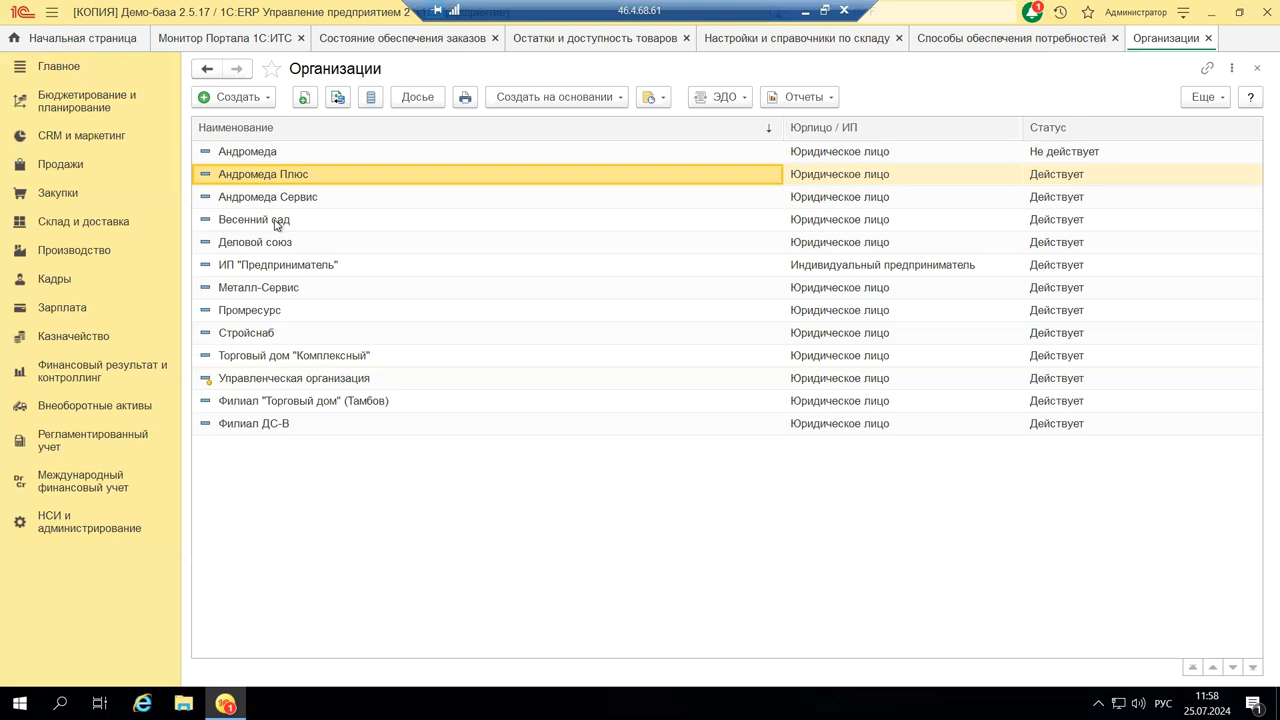 [КОПИЯ] Демо-база 2.5.17 / 1С:ERP Управление предприятием 2
46.4.68.61
Администратор
Начальная страница
Монитор Портала 1С:ИТС
Состояние обеспечения заказов
Остатки и доступность товаров
Настройки и справочники по складу
Способы обеспечения потребностей
Организации
Главное
Бюджетирование и
планирование
CRM и маркетинг
Продажи
Закупки
Склад и доставка
Производство
Кадры
Зарплата
Казначейство
Финансовый результат и
контроллинг
Внеоборотные активы
Регламентированный
учет
Международный
финансовый учет
НСИ и
администрирование
Организации
Создать
Досье
Создать на основании
ЭДО
Отчеты
Еще
?
Наименование Юрлицо / ИП Статус
Андромеда Юридическое лицо Не действует
Андромеда Плюс Юридическое лицо Действует
Андромеда Сервис Юридическое лицо Действует
Весенний сад Юридическое лицо Действует
Деловой союз Юридическое лицо Действует
ИП "Предприниматель" Индивидуальный предприниматель Действует
Металл-Сервис Юридическое лицо Действует
Промресурс Юридическое лицо Действует
Стройснаб Юридическое лицо Действует
Торговый дом "Комплексный" Юридическое лицо Действует
Управленческая организация Юридическое лицо Действует
Филиал "Торговый дом" (Тамбов) Юридическое лицо Действует
Филиал ДС-В Юридическое лицо Действует
РУС
11:58
25.07.2024